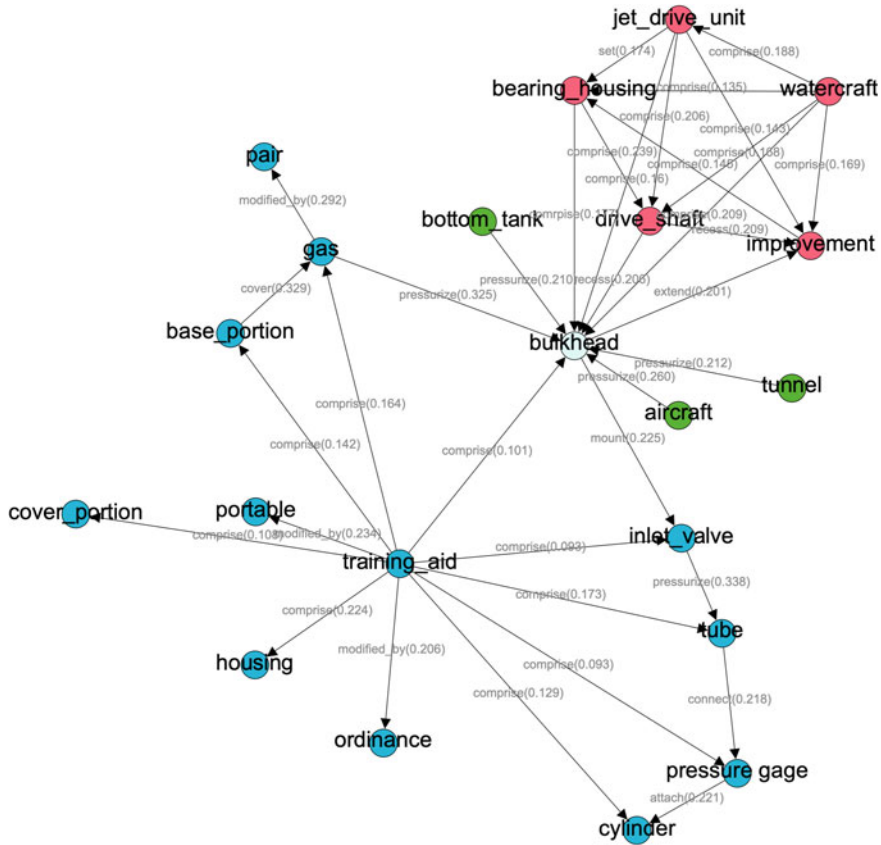 jet_drive_unit
set(0.174)
comprise(0.188)
bearing_housing
comprise(0.135)
watercraft
comprise(0.206)
comprise(0.143)
pair
comprise(0.239)
comprise(0.148)
comprise(0.169)
comprise(0.16)
modified_by(0.292)
bottom_tank
drive_shaft
recess(0.209)
improvement
gas
cover(0.329)
pressurize(0.325)
pressurize(0.210)
recess(0.206)
extend(0.201)
base_portion
bulkhead
pressurize(0.212)
pressurize(0.260)
tunnel
comprise(0.164)
aircraft
comprise(0.142)
comprise(0.101)
mount(0.225)
cover_portion
portable
comprise(0.108)
modified_by(0.234)
inlet_valve
training_aid
comprise(0.093)
pressurize(0.338)
comprise(0.224)
comprise(0.173)
tube
housing
modified_by(0.206)
comprise(0.093)
comprise(0.129)
connect(0.218)
ordinance
pressure gage
attach(0.221)
cylinder